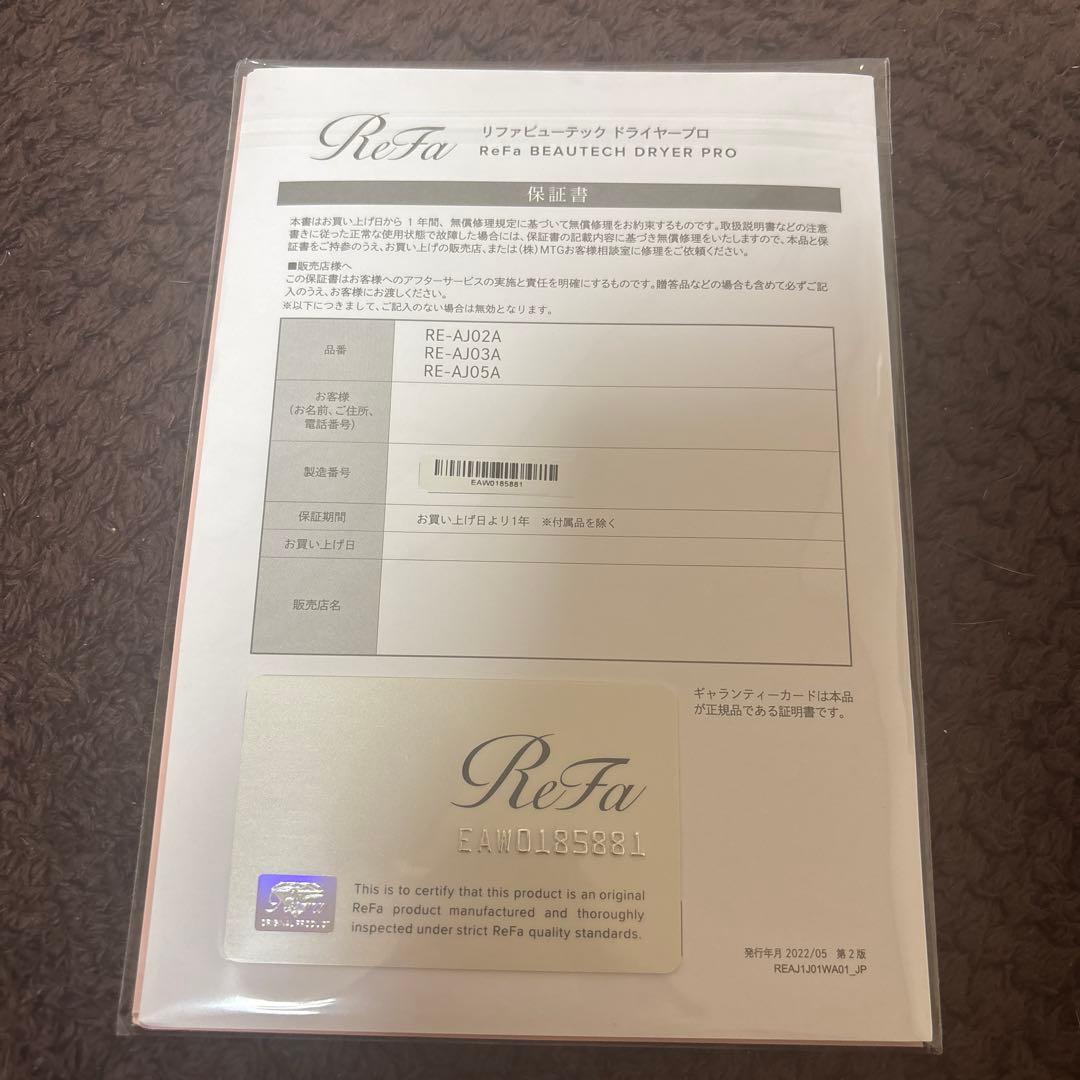 ReFa
リファビューテック ドライヤープロ
ReFa BEAUTECH DRYER PRO
保証書
本書はお買い上げ日から1年間、無償修理規定に基づいて無償修理をお約束するものです。取扱説明書などの注意
書きに従った正常な使用状態で故障した場合には、保証書の記載内容に基づき無償修理をいたしますので、本品と保
証書をご持参のうえ、お買い上げの販売店、または(株)MTGお客様相談室に修理をご依頼ください。
■販売店様へ
この保証書はお客様へのアフターサービスの実施と責任を明確にするものです。贈答品などの場合も含めて必ずご記
入のうえ、お客様にお渡しください。
※以下につきまして、ご記入のない場合は無効となります。
品番
RE-AJ02A
RE-AJ03A
RE-AJ05A
お客様
(お名前、ご住所、
電話番号)
製造番号
EAW0185881
保証期間
お買い上げ日より1年 ※付属品を除く
お買い上げ日
販売店名
ギャランティーカードは本品
が正規品である証明書です。
ReFa
EAW0185881
This is to certify that this product is an original
ReFa product manufactured and thoroughly
inspected under strict ReFa quality standards.
ORIGINAL PRODUCT
発行年月 2022/05 第2版
REAJ1J01WA01_JP